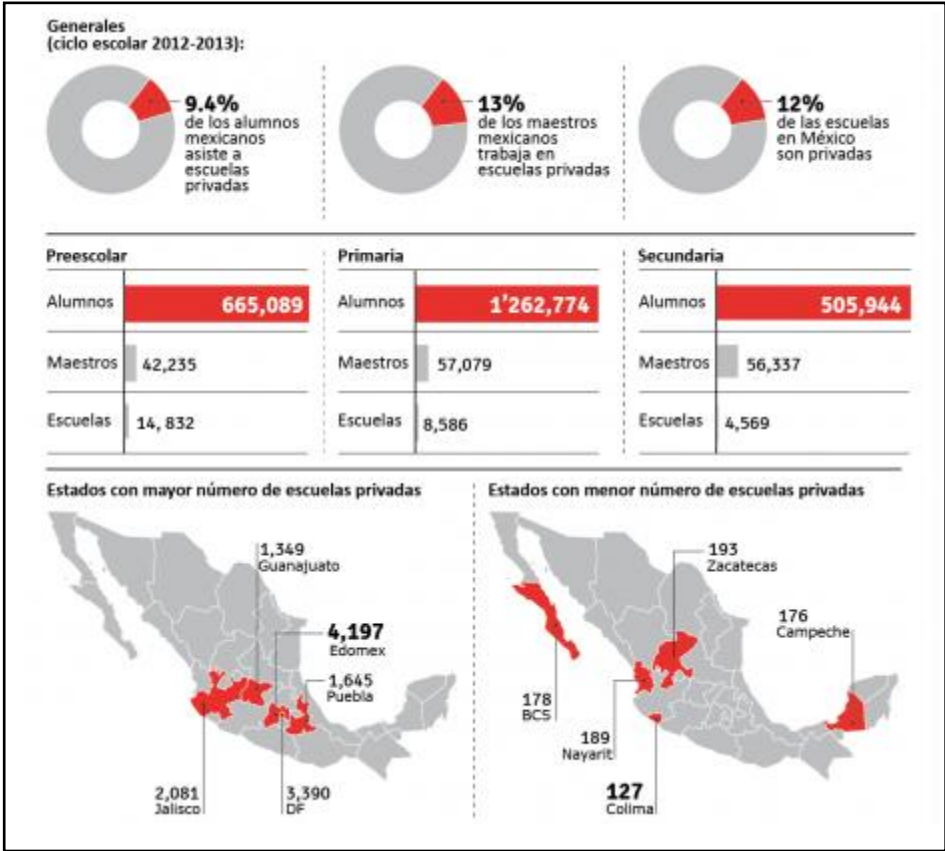 Generales
(ciclo escolar 2012-2013):
9.4%
de los alumnos
mexicanos
asiste a
escuelas
privadas
13%
de los maestros
mexicanos
trabaja en
escuelas privadas
12%
de las escuelas
en México
son privadas
Preescolar
Alumnos 665,089
Maestros 42,235
Escuelas 14, 832
Primaria
Alumnos 1'262,774
Maestros 57,079
Escuelas 8,586
Secundaria
Alumnos 505,944
Maestros 56,337
Escuelas 4,569
Estados con mayor número de escuelas privadas
1,349
Guanajuato
4,197
Edomex
1,645
Puebla
2,081
Jalisco
3,390
DF
Estados con menor número de escuelas privadas
193
Zacatecas
176
Campeche
178
BCS
189
Nayarit
127
Colima